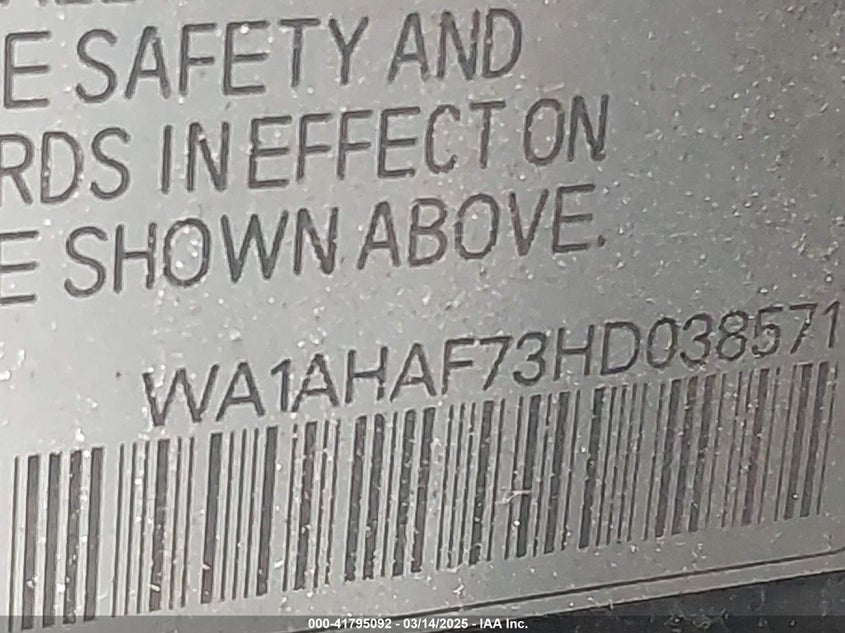 E SAFETY AND
RDS IN EFFECT ON
E SHOWN ABOVE.
WA1AHAF73HD038571
000-41795092 - 03/14/2025 - IAA Inc.